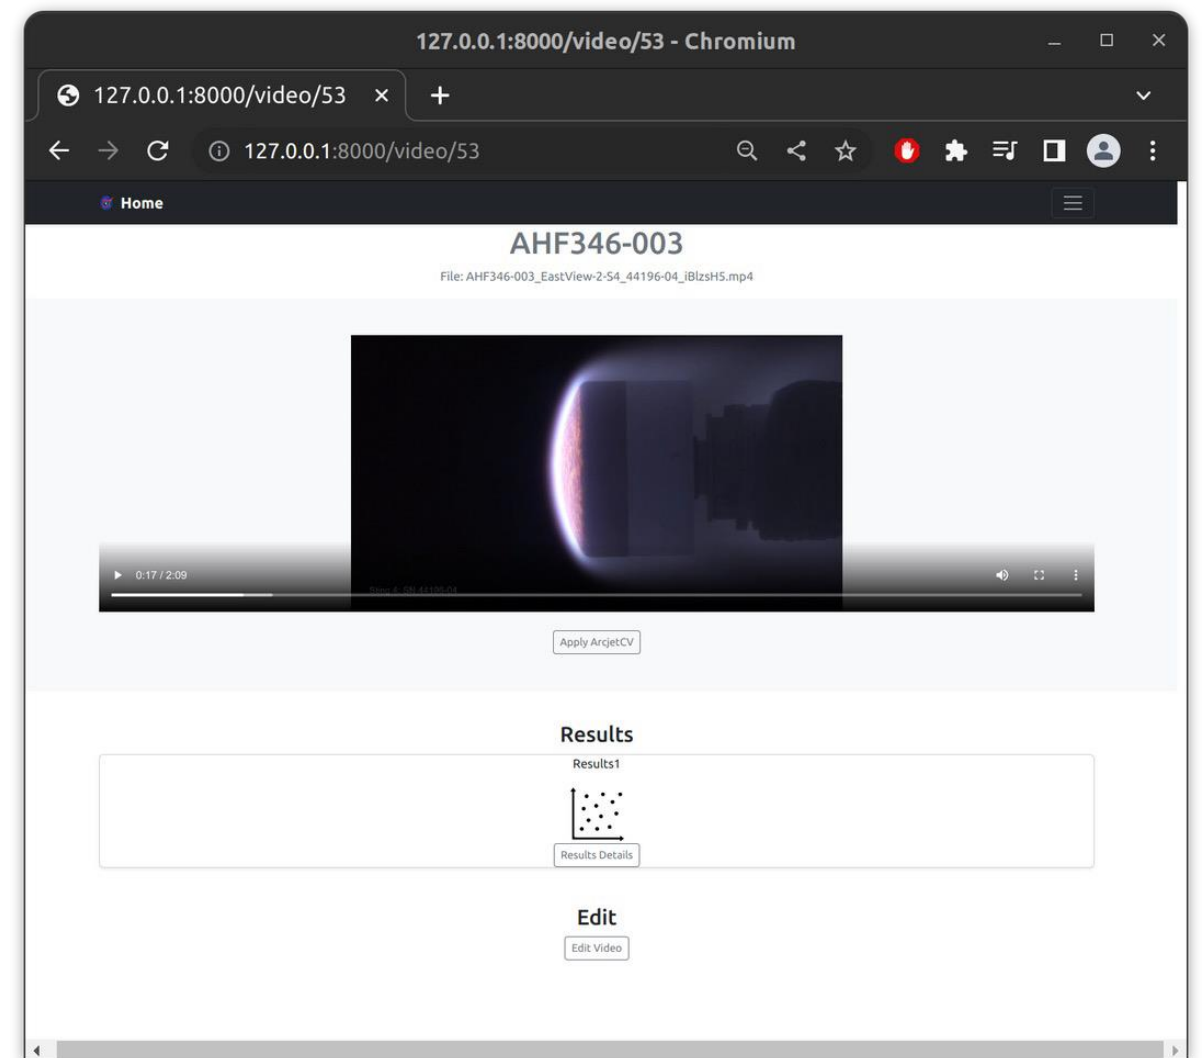 127.0.0.1:8000/video/53 - Chromium
127.0.0.1:8000/video/53
127.0.0.1:8000/video/53
Home
AHF346-003
File: AHF346-003_EastView-2-S4_44196-04_iBlzsH5.mp4
0:17 / 2:09
Apply ArcjetCV
Results
Results1
Results Details
Edit
Edit Video